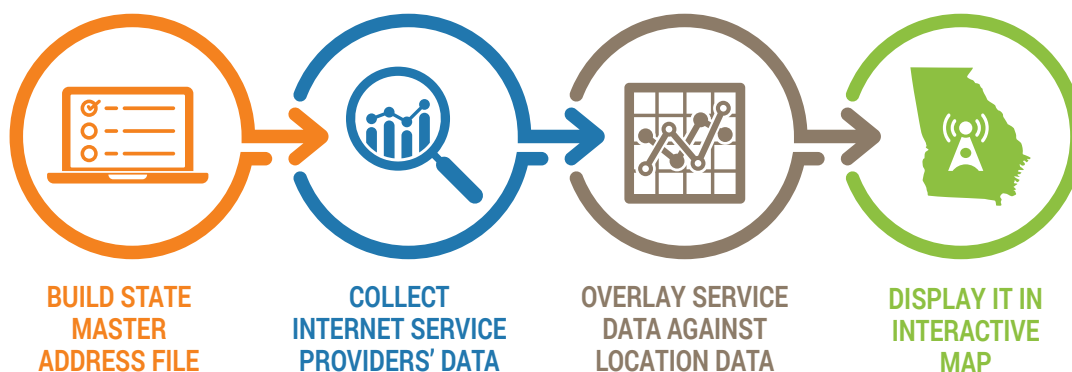 BUILD STATE
MASTER
ADDRESS FILE
COLLECT
INTERNET SERVICE
PROVIDERS’ DATA
OVERLAY SERVICE
DATA AGAINST
LOCATION DATA
DISPLAY IT IN
INTERACTIVE
MAP